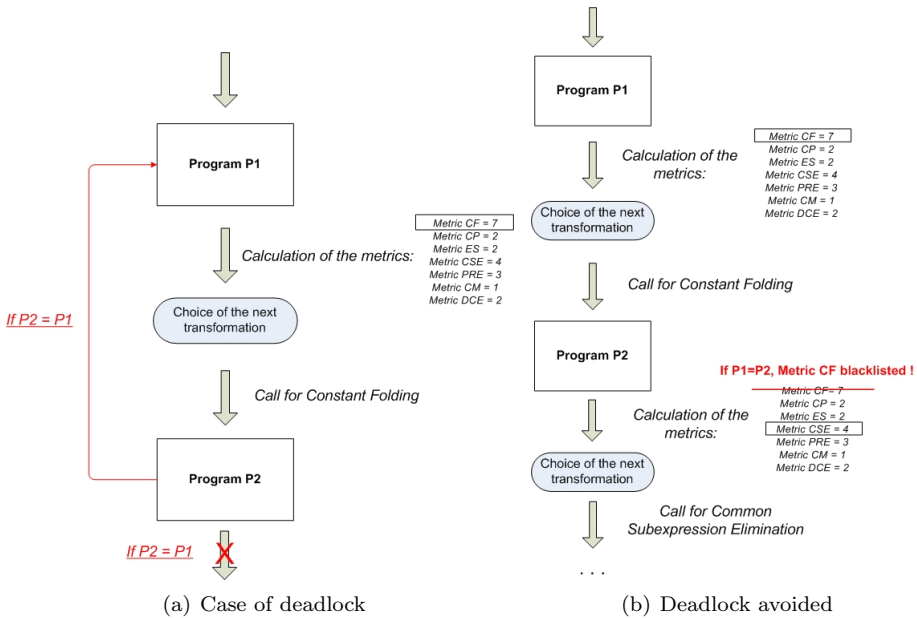 Program P1
Calculation of the metrics:
Metric CF = 7
Metric CP = 2
Metric ES = 2
Metric CSE = 4
Metric PRE = 3
Metric CM = 1
Metric DCE = 2
Choice of the next
transformation
If P2 = P1
Call for Constant Folding
Program P2
If P2 = P1
X
(a) Case of deadlock
Program P1
Calculation of the
metrics:
Metric CF = 7
Metric CP = 2
Metric ES = 2
Metric CSE = 4
Metric PRE = 3
Metric CM = 1
Metric DCE = 2
Choice of the next
transformation
Call for Constant Folding
Program P2
If P1=P2, Metric CF blacklisted !
Calculation of the
metrics:
Metric CF= 7
Metric CP = 2
Metric ES = 2
Metric CSE = 4
Metric PRE = 3
Metric CM = 1
Metric DCE = 2
Choice of the next
transformation
Call for Common
Subexpression Elimination
. . .
(b) Deadlock avoided